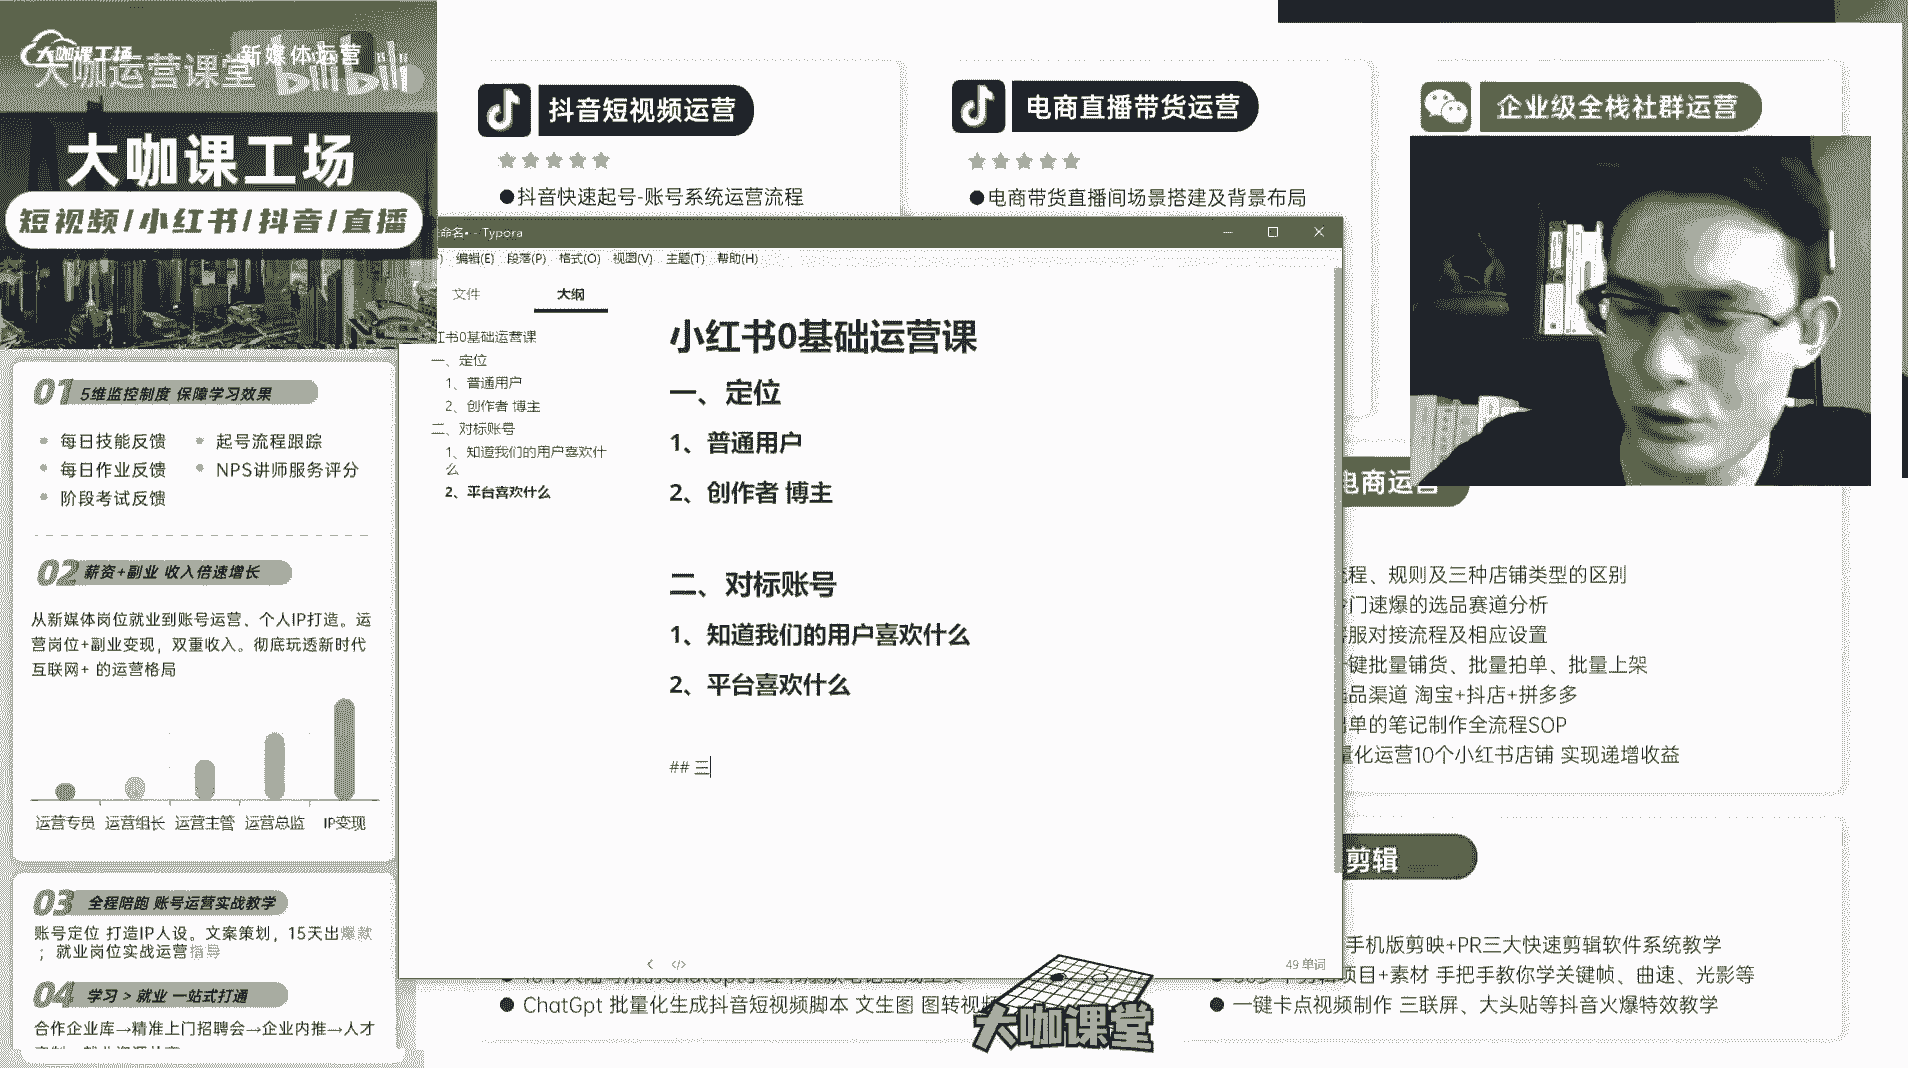 大咖课工场
新媒体运营
大咖运营课堂
bilibili
大咖课工场
短视频/小红书/抖音/直播
01 5维监控制度 保障学习效果
每日技能反馈
起号流程跟踪
每日作业反馈
NPS讲师服务评分
阶段考试反馈
02 薪资+副业 收入倍速增长
从新媒体岗位就业到账号运营、个人IP打造。运
营岗位+副业变现，双重收入。彻底玩透新时代
互联网+ 的运营格局
运营专员 运营组长 运营主管 运营总监 IP变现
03 全程陪跑 账号运营实战教学
账号定位 打造IP人设。文案策划，15天出爆款
；就业岗位实战运营指导
04 学习 > 就业 一站式打通
合作企业库→精准上门招聘会→企业内推→人才
抖音短视频运营
●抖音快速起号-账号系统运营流程
电商直播带货运营
●电商带货直播间场景搭建及背景布局
企业级全栈社群运营
命名• - Typora
编辑(E) 段落(P) 格式(O) 视图(V) 主题(T) 帮助(H)
文件 大纲
红书0基础运营课
一、定位
1、普通用户
2、创作者 博主
二、对标账号
1、知道我们的用户喜欢什
么
2、平台喜欢什么
小红书0基础运营课
一、定位
1、普通用户
2、创作者 博主
二、对标账号
1、知道我们的用户喜欢什么
2、平台喜欢什么
## 三
49 单词
电商运营
程、规则及三种店铺类型的区别
门速爆的选品赛道分析
服对接流程及相应设置
键批量铺货、批量拍单、批量上架
品渠道 淘宝+抖店+拼多多
单的笔记制作全流程SOP
量化运营10个小红书店铺 实现递增收益
剪辑
手机版剪映+PR三大快速剪辑软件系统教学
项目+素材 手把手教你学关键帧、曲速、光影等
●一键卡点视频制作 三联屏、大头贴等抖音火爆特效教学
●ChatGpt 批量化生成抖音短视频脚本 文生图 图转视频
大咖课堂